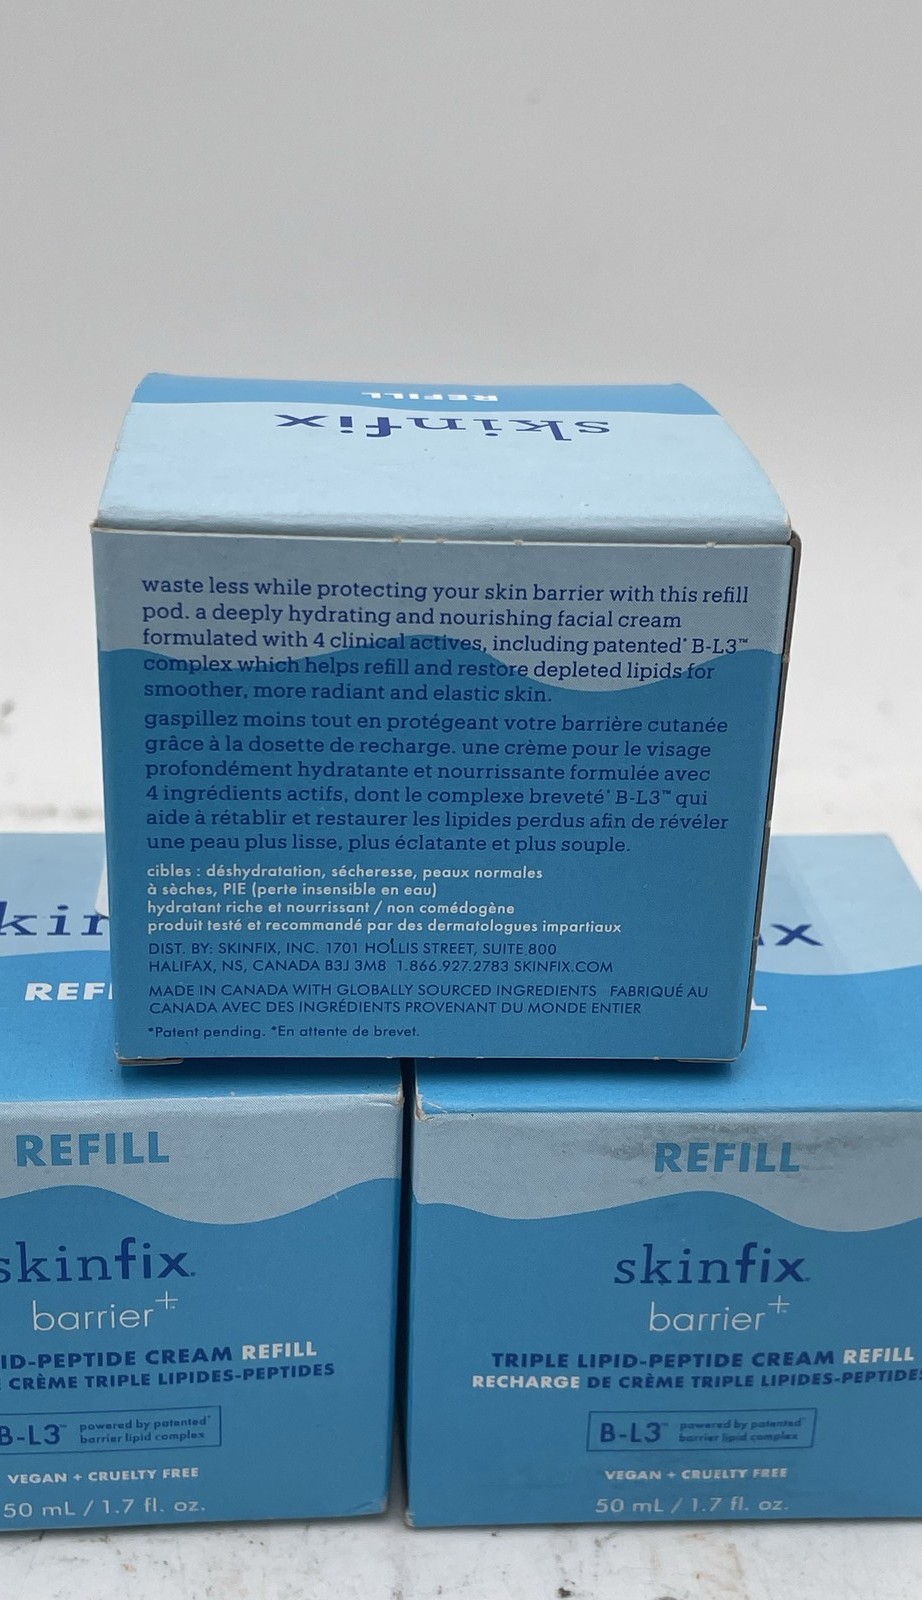 REFILL
skinfix
waste less while protecting your skin barrier with this refill
pod. a deeply hydrating and nourishing facial cream
formulated with 4 clinical actives, including patented* B-L3™
complex which helps refill and restore depleted lipids for
smoother, more radiant and elastic skin.
gaspillez moins tout en protégeant votre barrière cutanée
grâce à la dosette de recharge. une crème pour le visage
profondément hydratante et nourrissante formulée avec
4 ingrédients actifs, dont le complexe breveté* B-L3™ qui
aide à rétablir et restaurer les lipides perdus afin de révéler
une peau plus lisse, plus éclatante et plus souple.
cibles : déshydratation, sécheresse, peaux normales
à sèches, PIE (perte insensible en eau)
hydratant riche et nourrissant / non comédogène
produit testé et recommandé par des dermatologues impartiaux
DIST. BY: SKINFIX, INC. 1701 HOLLIS STREET, SUITE 800
HALIFAX, NS, CANADA B3J 3M8 1.866.927.2783 SKINFIX.COM
MADE IN CANADA WITH GLOBALLY SOURCED INGREDIENTS FABRIQUÉ AU
CANADA AVEC DES INGRÉDIENTS PROVENANT DU MONDE ENTIER
*Patent pending. *En attente de brevet.
kin
REFI
x
L
REFILL
skinfix
barrier+
ID-PEPTIDE CREAM REFILL
CRÈME TRIPLE LIPIDES-PEPTIDES
B-L3™ powered by patented*
barrier lipid complex
VEGAN + CRUELTY FREE
50 mL / 1.7 fl. oz.
REFILL
skinfix
barrier+
TRIPLE LIPID-PEPTIDE CREAM REFILL
RECHARGE DE CRÈME TRIPLE LIPIDES-PEPTIDES
B-L3™ powered by patented*
barrier lipid complex
VEGAN + CRUELTY FREE
50 mL / 1.7 fl. oz.